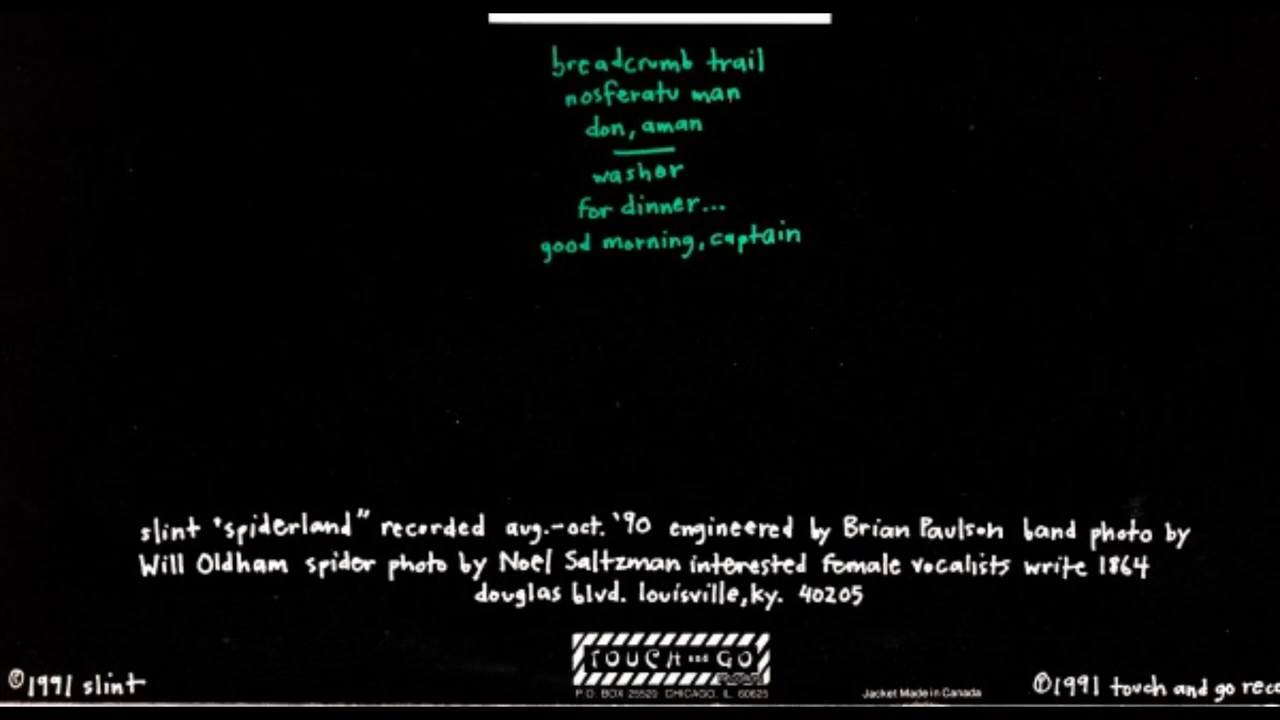 breadcrumb trail
nosferatu man
don, aman
washer
for dinner...
good morning, captain
slint "spiderland" recorded aug.-oct. '90 engineered by Brian Paulson band photo by
Will Oldham spider photo by Noel Saltzman interested female vocalists write 1864
douglas blvd. louisville, ky. 40205
TOUCH and GO
P.O. BOX 25520 CHICAGO, IL 60625
©1991 slint
Jacket Made in Canada
℗1991 touch and go reco